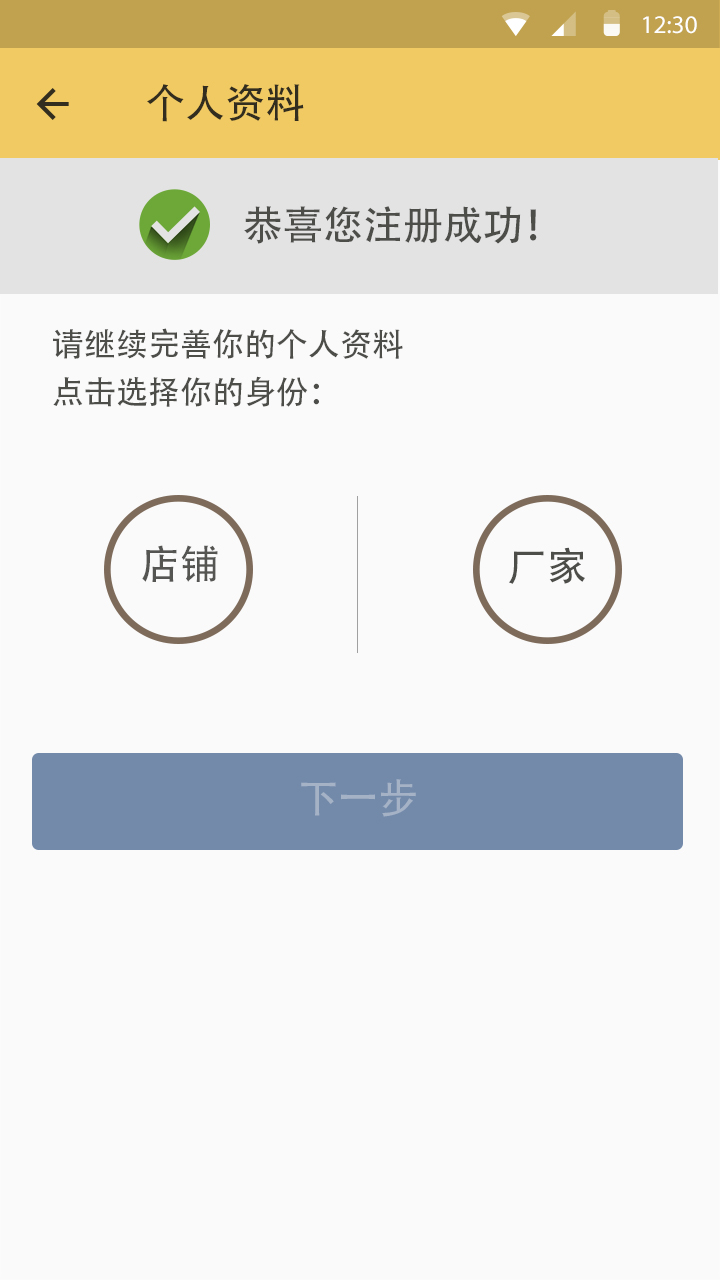 12:30
个人资料
恭喜您注册成功!
请继续完善你的个人资料
点击选择你的身份：
店铺
厂家
下一步